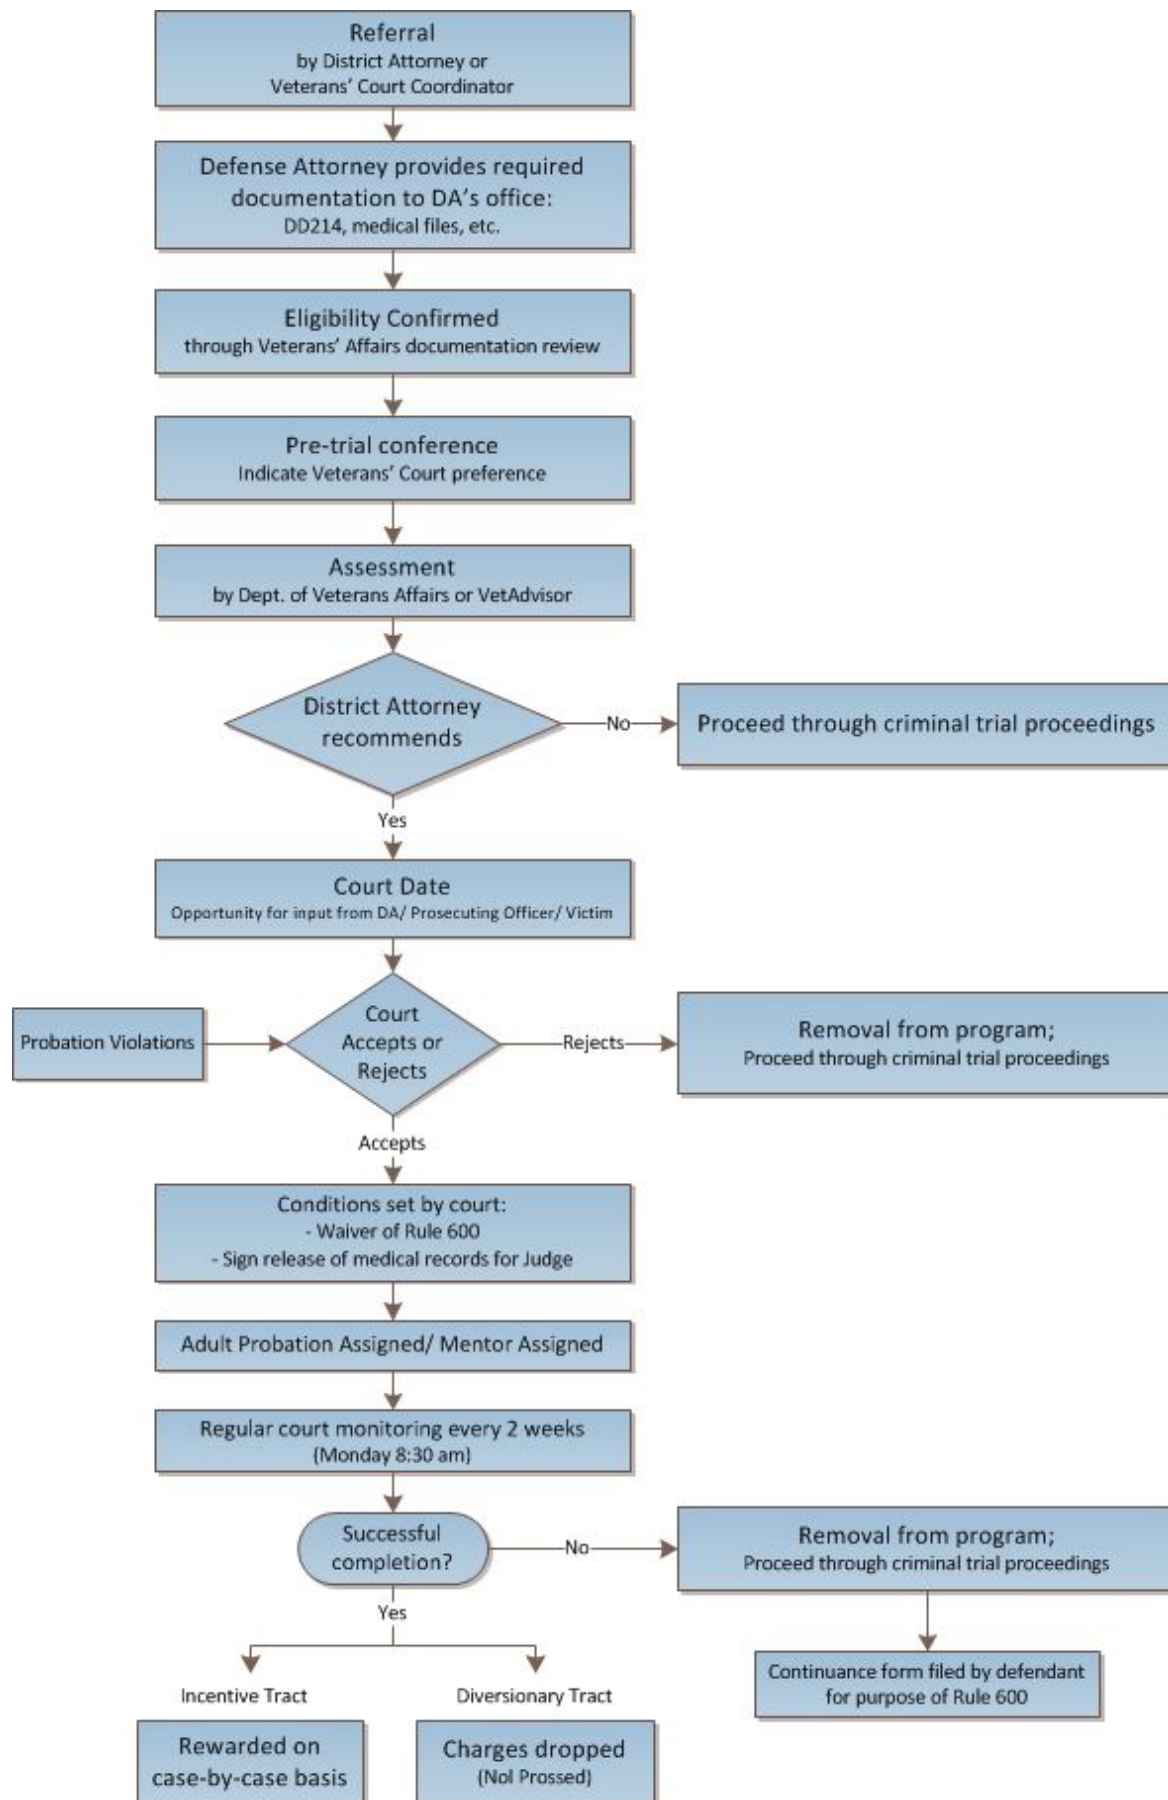 Referral
by District Attorney or
Veterans' Court Coordinator
Defense Attorney provides required
documentation to DA's office:
DD214, medical files, etc.
Eligibility Confirmed
through Veterans' Affairs documentation review
Pre-trial conference
Indicate Veterans' Court preference
Assessment
by Dept. of Veterans Affairs or VetAdvisor
District Attorney
recommends
No
Proceed through criminal trial proceedings
Yes
Court Date
Opportunity for input from DA/ Prosecuting Officer/ Victim
Probation Violations
Court
Accepts or
Rejects
Rejects
Removal from program;
Proceed through criminal trial proceedings
Accepts
Conditions set by court:
- Waiver of Rule 600
- Sign release of medical records for Judge
Adult Probation Assigned/ Mentor Assigned
Regular court monitoring every 2 weeks
(Monday 8:30 am)
Successful
completion?
No
Removal from program;
Proceed through criminal trial proceedings
Yes
Continuance form filed by defendant
for purpose of Rule 600
Incentive Tract
Diversionary Tract
Rewarded on
case-by-case basis
Charges dropped
(Nol Prossed)